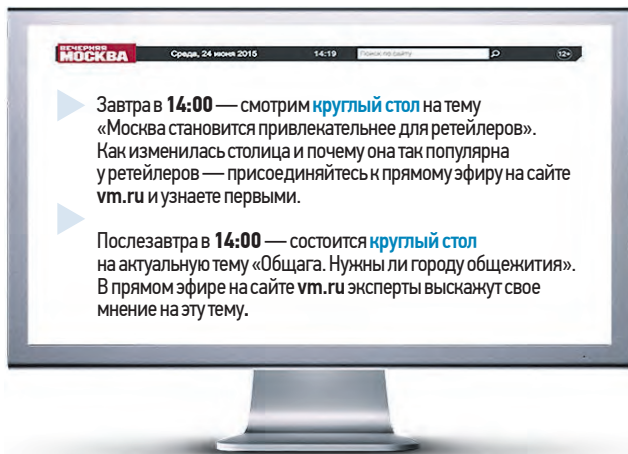 ВЕЧЕРНЯЯ
МОСКВА Среда, 24 июня 2015 14:19 Поиск по сайту 12+
Завтра в 14:00 — смотрим круглый стол на тему
«Москва становится привлекательнее для ретейлеров».
Как изменилась столица и почему она так популярна
у ретейлеров — присоединяйтесь к прямому эфиру на сайте
vm.ru и узнаете первыми.
Послезавтра в 14:00 — состоится круглый стол
на актуальную тему «Общага. Нужны ли городу общежития».
В прямом эфире на сайте vm.ru эксперты выскажут свое
мнение на эту тему.